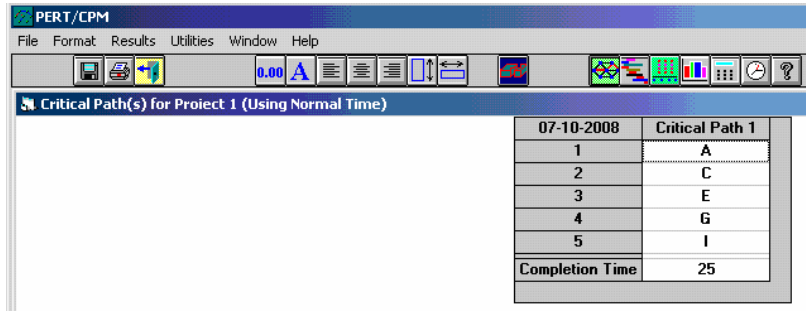 PERT/CPM
File Format Results Utilities Window Help
0.00 A
Critical Path(s) for Project 1 (Using Normal Time)
07-10-2008 Critical Path 1
1 A
2 C
3 E
4 G
5 I
Completion Time 25